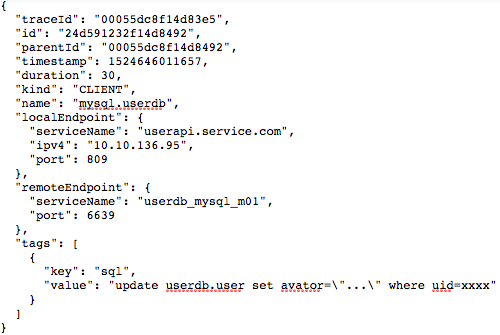 {
  "traceId": "00055dc8f14d83e5",
  "id": "24d591232f14d8492",
  "parentId": "00055dc8f14d8492",
  "timestamp": 1524646011657,
  "duration": 30,
  "kind": "CLIENT",
  "name": "mysql.userdb",
  "localEndpoint": {
    "serviceName": "userapi.service.com",
    "ipv4": "10.10.136.95",
    "port": 809
  },
  "remoteEndpoint": {
    "serviceName": "userdb_mysql_m01",
    "port": 6639
  },
  "tags": [
    {
      "key": "sql",
      "value": "update userdb.user set avator=\"...\" where uid=xxxx"
    }
  ]
}